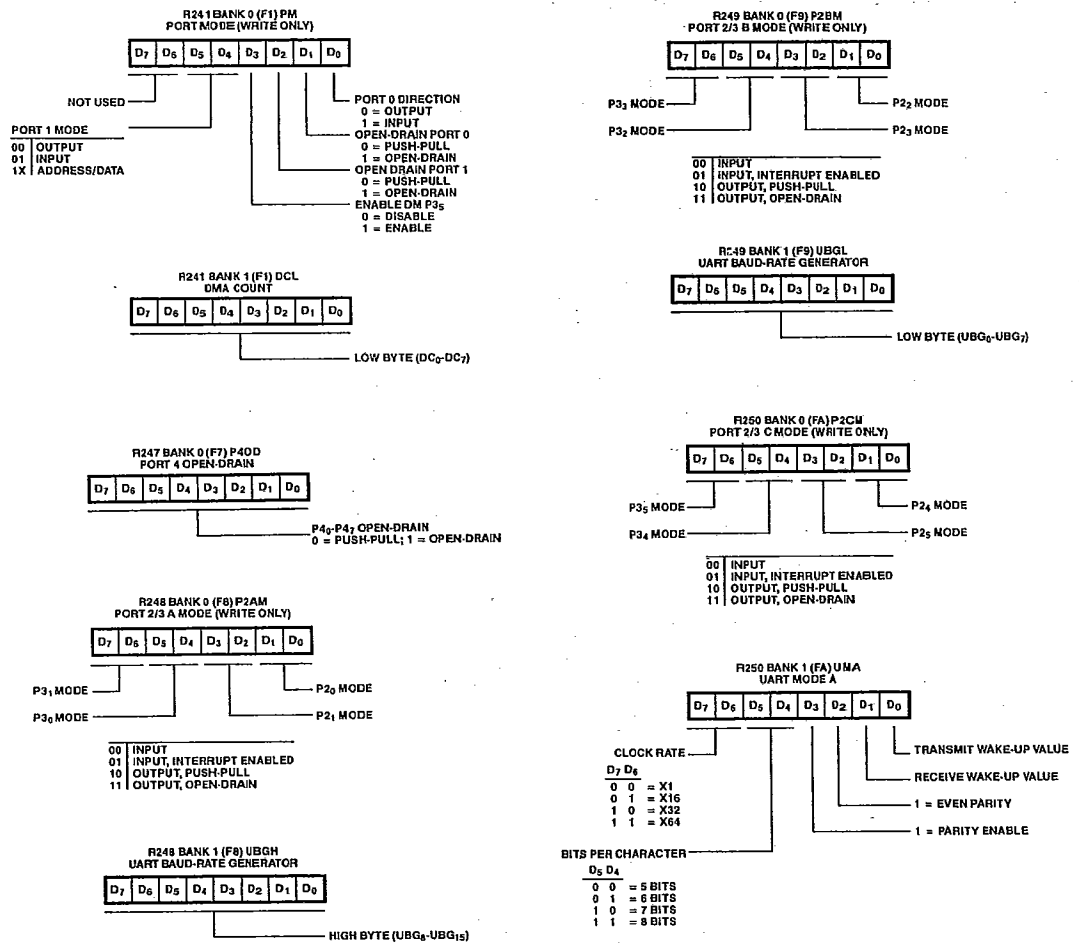 R241 BANK 0 (F1) PM
PORT MODE (WRITE ONLY)
D7 D6 D5 D4 D3 D2 D1 D0
NOT USED
PORT 1 MODE
00 OUTPUT
01 INPUT
1X ADDRESS/DATA
PORT 0 DIRECTION
0 = OUTPUT
1 = INPUT
OPEN-DRAIN PORT 0
0 = PUSH-PULL
1 = OPEN-DRAIN
OPEN DRAIN PORT 1
0 = PUSH-PULL
1 = OPEN-DRAIN
ENABLE DM P35
0 = DISABLE
1 = ENABLE
R241 BANK 1 (F1) DCL
DMA COUNT
D7 D6 D5 D4 D3 D2 D1 D0
LOW BYTE (DC0-DC7)
R247 BANK 0 (F7) P4OD
PORT 4 OPEN-DRAIN
D7 D6 D5 D4 D3 D2 D1 D0
P40-P47 OPEN-DRAIN
0 = PUSH-PULL; 1 = OPEN-DRAIN
R248 BANK 0 (F8) P2AM
PORT 2/3 A MODE (WRITE ONLY)
D7 D6 D5 D4 D3 D2 D1 D0
P31 MODE
P30 MODE
P20 MODE
P21 MODE
00 INPUT
01 INPUT, INTERRUPT ENABLED
10 OUTPUT, PUSH-PULL
11 OUTPUT, OPEN-DRAIN
R248 BANK 1 (F8) UBGH
UART BAUD-RATE GENERATOR
D7 D6 D5 D4 D3 D2 D1 D0
HIGH BYTE (UBG8-UBG15)
R249 BANK 0 (F9) P2BM
PORT 2/3 B MODE (WRITE ONLY)
D7 D6 D5 D4 D3 D2 D1 D0
P33 MODE
P32 MODE
P22 MODE
P23 MODE
00 INPUT
01 INPUT, INTERRUPT ENABLED
10 OUTPUT, PUSH-PULL
11 OUTPUT, OPEN-DRAIN
R249 BANK 1 (F9) UBGL
UART BAUD-RATE GENERATOR
D7 D6 D5 D4 D3 D2 D1 D0
LOW BYTE (UBG0-UBG7)
R250 BANK 0 (FA) P2CM
PORT 2/3 C MODE (WRITE ONLY)
D7 D6 D5 D4 D3 D2 D1 D0
P35 MODE
P34 MODE
P24 MODE
P25 MODE
00 INPUT
01 INPUT, INTERRUPT ENABLED
10 OUTPUT, PUSH-PULL
11 OUTPUT, OPEN-DRAIN
R250 BANK 1 (FA) UMA
UART MODE A
D7 D6 D5 D4 D3 D2 D1 D0
CLOCK RATE
D7 D6
0 0 = X1
0 1 = X16
1 0 = X32
1 1 = X64
BITS PER CHARACTER
D5 D4
0 0 = 5 BITS
0 1 = 6 BITS
1 0 = 7 BITS
1 1 = 8 BITS
TRANSMIT WAKE-UP VALUE
RECEIVE WAKE-UP VALUE
1 = EVEN PARITY
1 = PARITY ENABLE